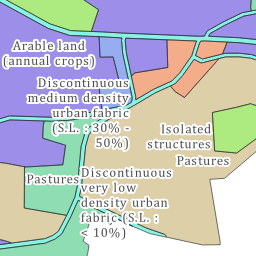 Arable land
(annual crops)
Discontinuous
medium density
urban fabric
(S.L. : 30% -
50%)
Isolated
structures
Pastures
Pastures
Discontinuous
very low
density urban
fabric (S.L. :
< 10%)